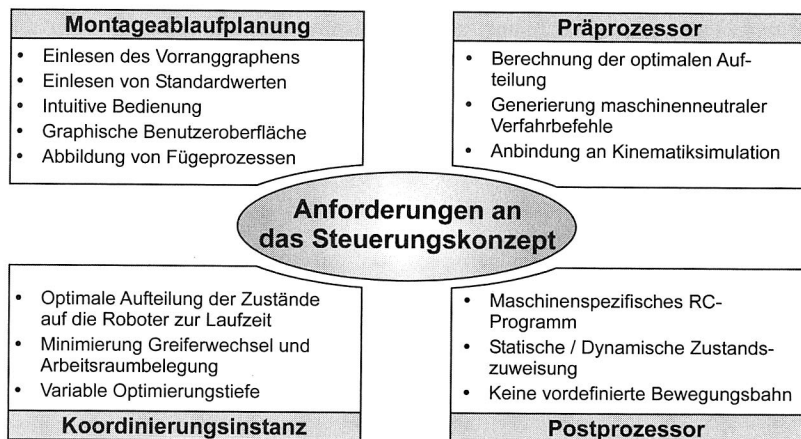 Montageablaufplanung
• Einlesen des Vorranggraphens
• Einlesen von Standardwerten
• Intuitive Bedienung
• Graphische Benutzeroberfläche
• Abbildung von Fügeprozessen
Präprozessor
• Berechnung der optimalen Auf-
teilung
• Generierung maschinenneutraler
Verfahrbefehle
• Anbindung an Kinematiksimulation
Anforderungen an
das Steuerungskonzept
• Optimale Aufteilung der Zustände
auf die Roboter zur Laufzeit
• Minimierung Greiferwechsel und
Arbeitsraumbelegung
• Variable Optimierungstiefe
Koordinierungsinstanz
• Maschinenspezifisches RC-
Programm
• Statische / Dynamische Zustands-
zuweisung
• Keine vordefinierte Bewegungsbahn
Postprozessor